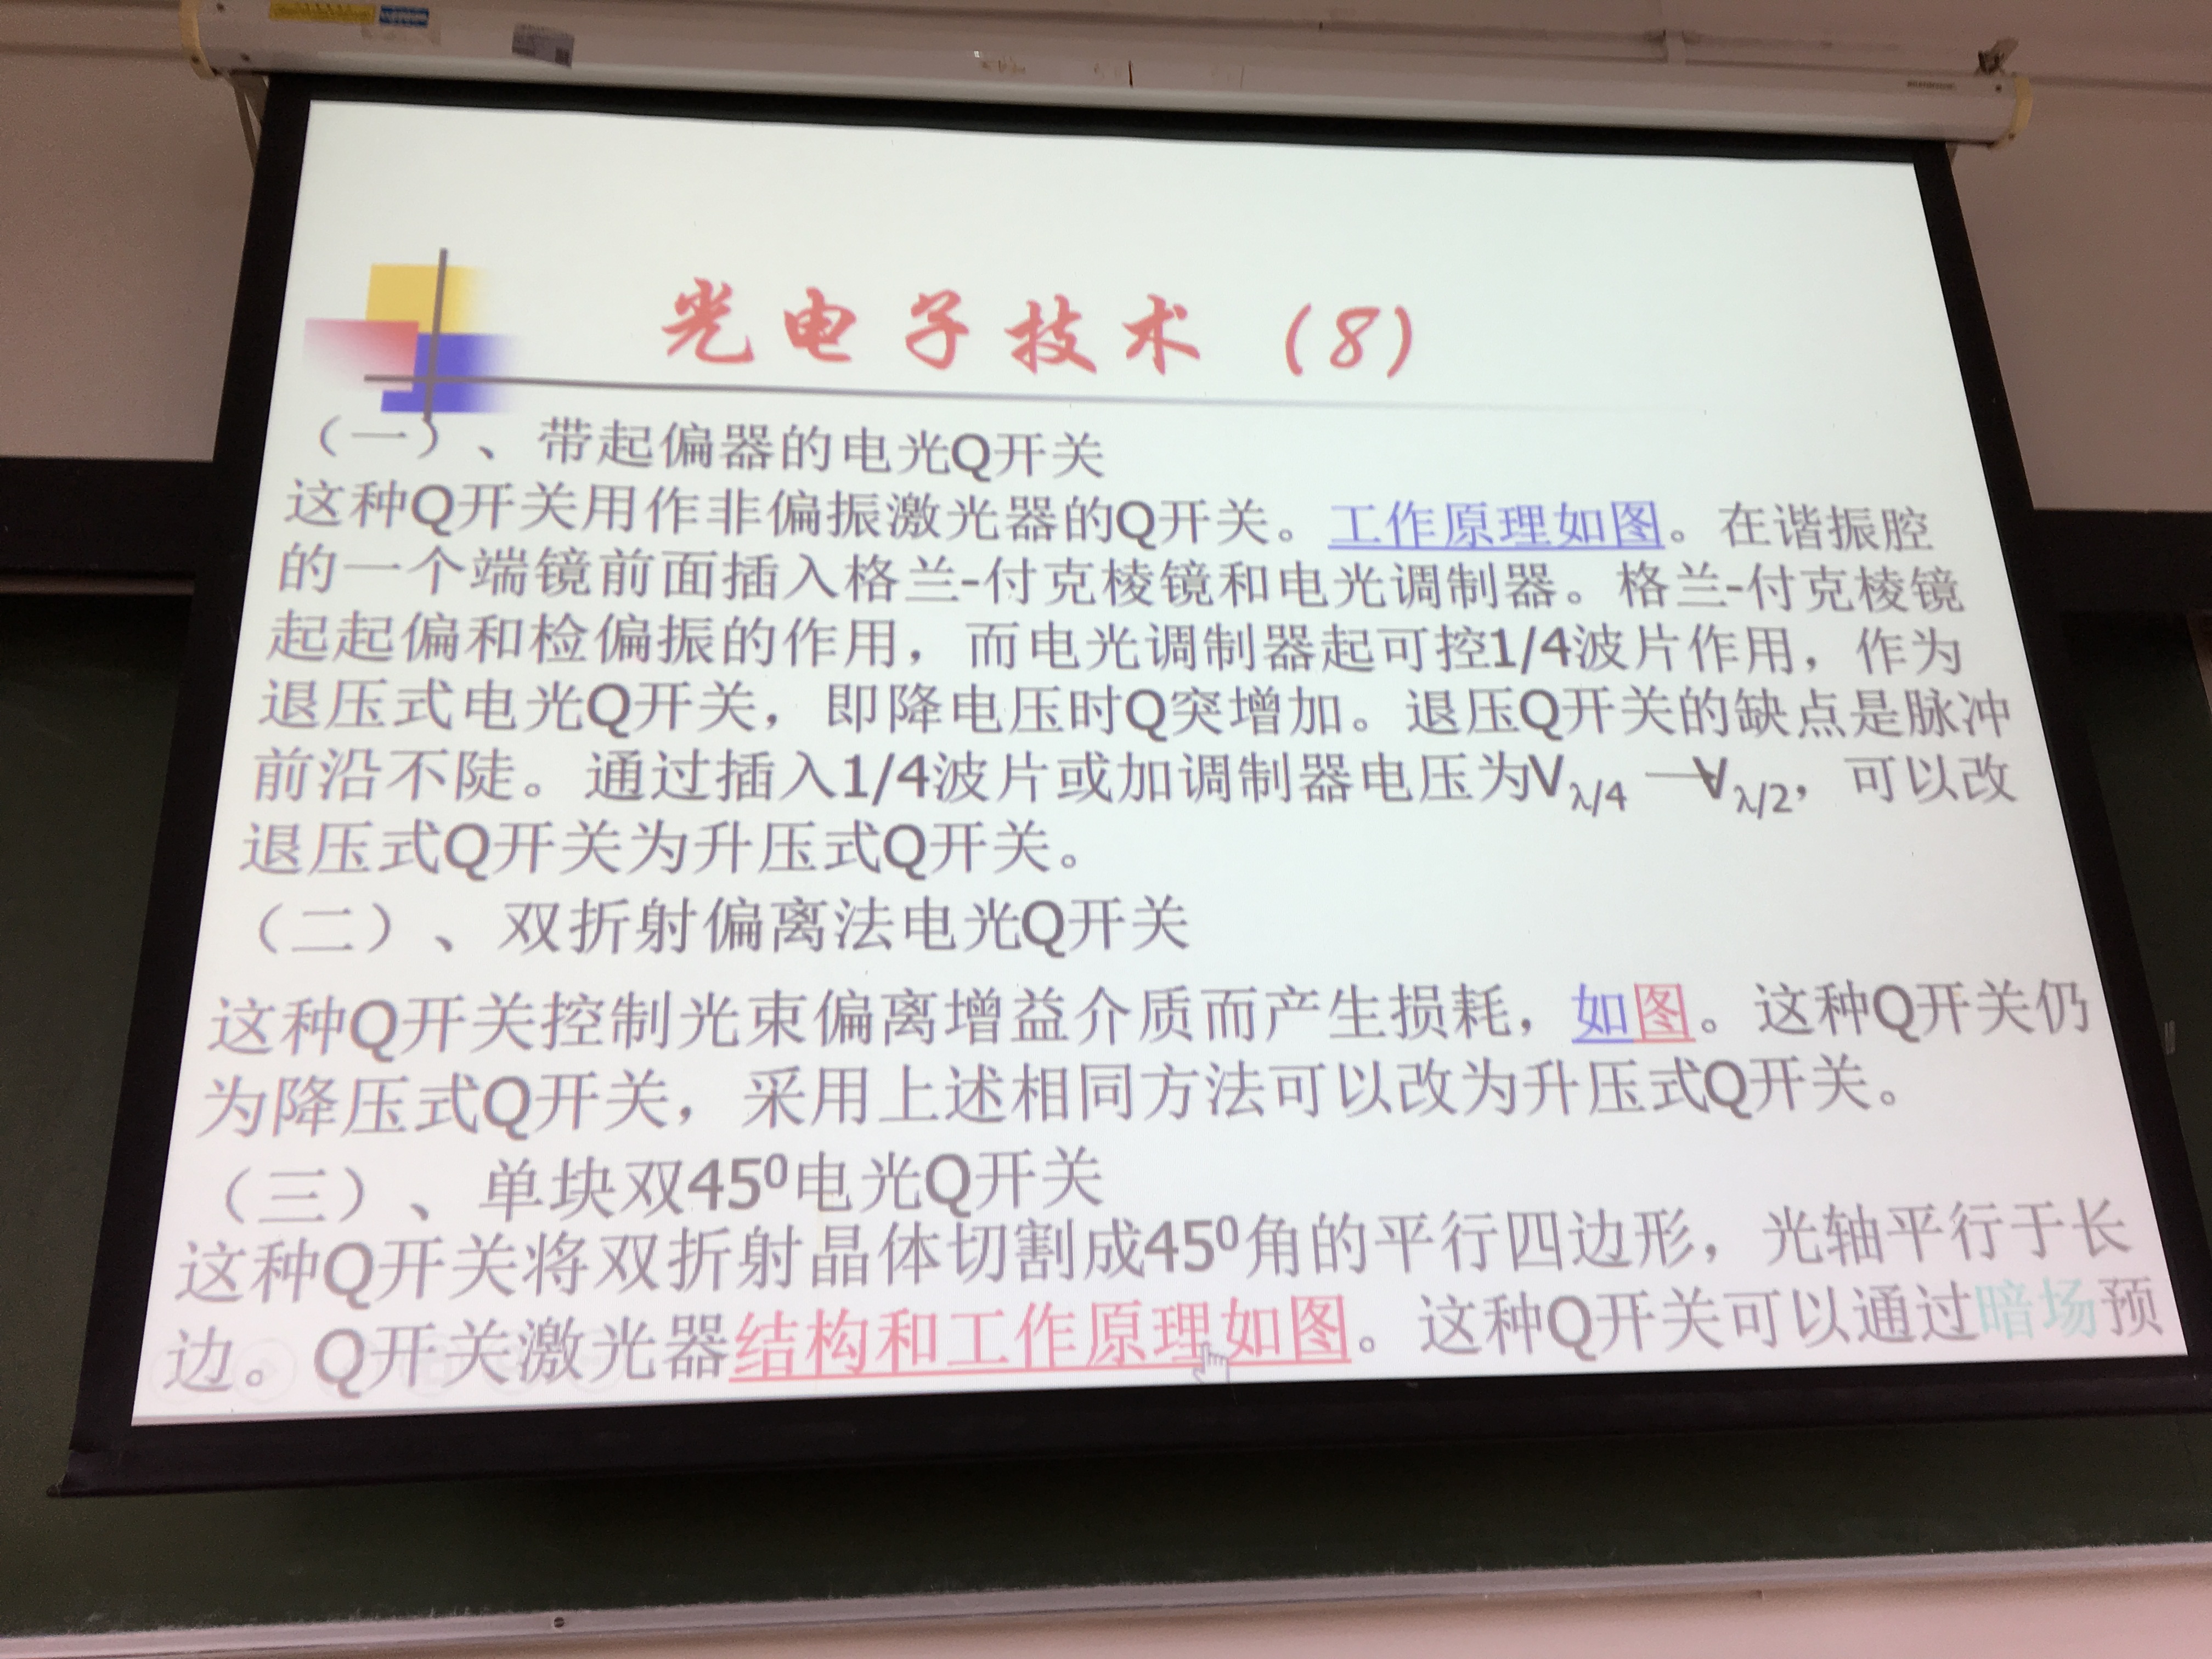 光电子技术（8）
（一）、带起偏器的电光Q开关
这种Q开关用作非偏振激光器的Q开关。工作原理如图。在谐振腔
的一个端镜前面插入格兰-付克棱镜和电光调制器。格兰-付克棱镜
起起偏和检偏振的作用，而电光调制器起可控1/4波片作用，作为
退压式电光Q开关，即降电压时Q突增加。退压Q开关的缺点是脉冲
前沿不陡。通过插入1/4波片或加调制器电压为Vλ/4 —Vλ/2，可以改
退压式Q开关为升压式Q开关。
（二）、双折射偏离法电光Q开关
这种Q开关控制光束偏离增益介质而产生损耗，如图。这种Q开关仍
为降压式Q开关，采用上述相同方法可以改为升压式Q开关。
（三）、单块双45⁰电光Q开关
这种Q开关将双折射晶体切割成45⁰角的平行四边形，光轴平行于长
边。Q开关激光器结构和工作原理如图。这种Q开关可以通过暗场预